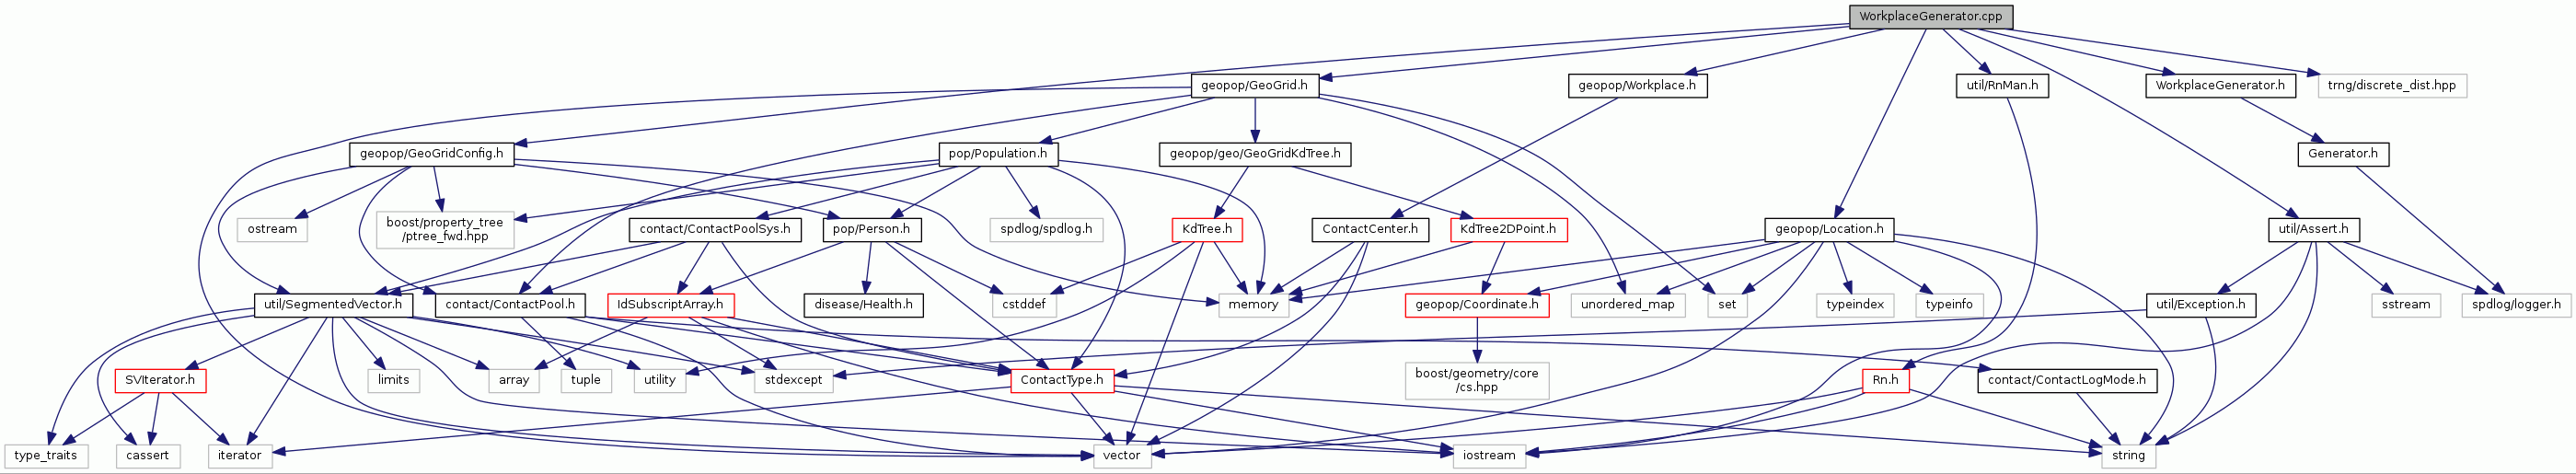 WorkplaceGenerator.cpp
geopop/GeoGrid.h
geopop/Workplace.h
util/RnMan.h
WorkplaceGenerator.h
trng/discrete_dist.hpp
geopop/GeoGridConfig.h
pop/Population.h
geopop/geo/GeoGridKdTree.h
Generator.h
ostream
boost/property_tree
/ptree_fwd.hpp
contact/ContactPoolSys.h
pop/Person.h
spdlog/spdlog.h
KdTree.h
ContactCenter.h
KdTree2DPoint.h
geopop/Location.h
util/Assert.h
util/SegmentedVector.h
contact/ContactPool.h
IdSubscriptArray.h
disease/Health.h
cstddef
memory
geopop/Coordinate.h
unordered_map
set
typeindex
typeinfo
util/Exception.h
sstream
spdlog/logger.h
SVIterator.h
limits
array
tuple
utility
stdexcept
ContactType.h
boost/geometry/core
/cs.hpp
Rn.h
contact/ContactLogMode.h
type_traits
cassert
iterator
vector
iostream
string